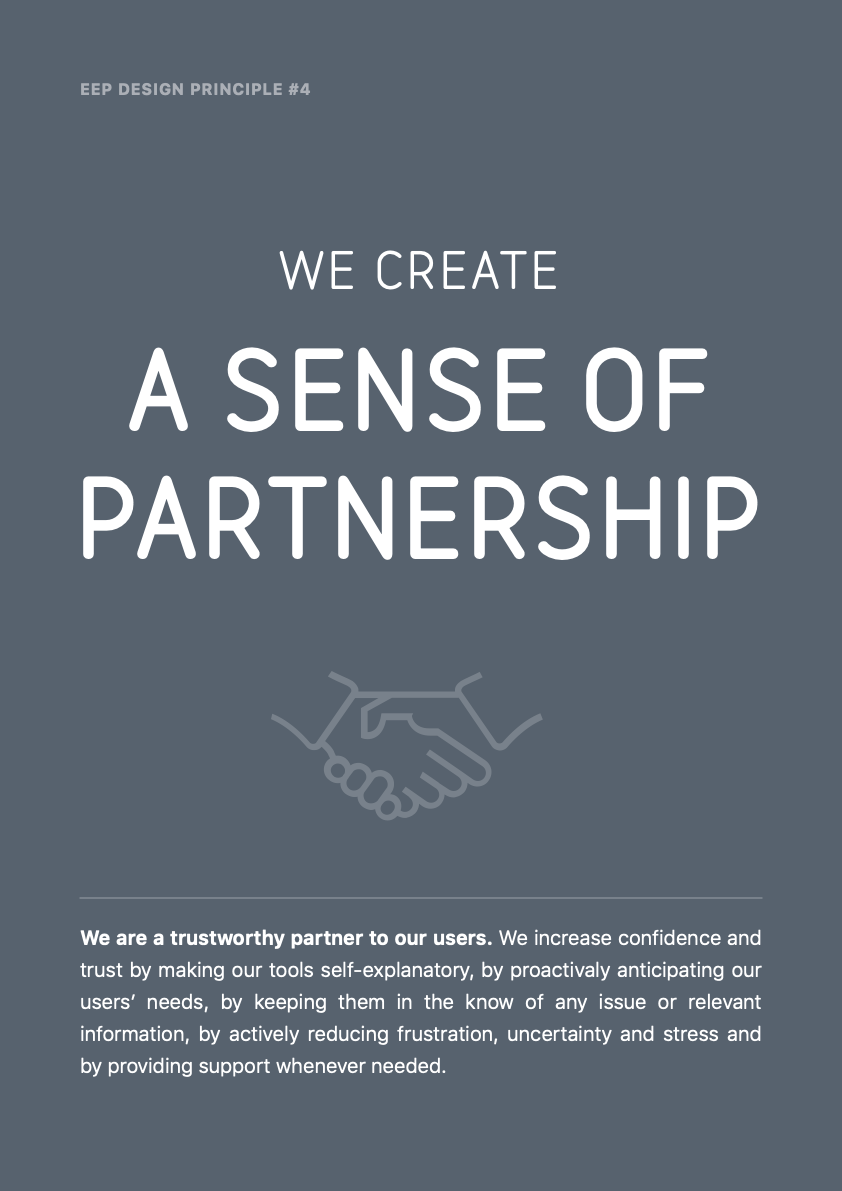 EEP DESIGN PRINCIPLE #4
WE CREATE
A SENSE OF
PARTNERSHIP
We are a trustworthy partner to our users. We increase confidence and
trust by making our tools self-explanatory, by proactivaly anticipating our
users’ needs, by keeping them in the know of any issue or relevant
information, by actively reducing frustration, uncertainty and stress and
by providing support whenever needed.